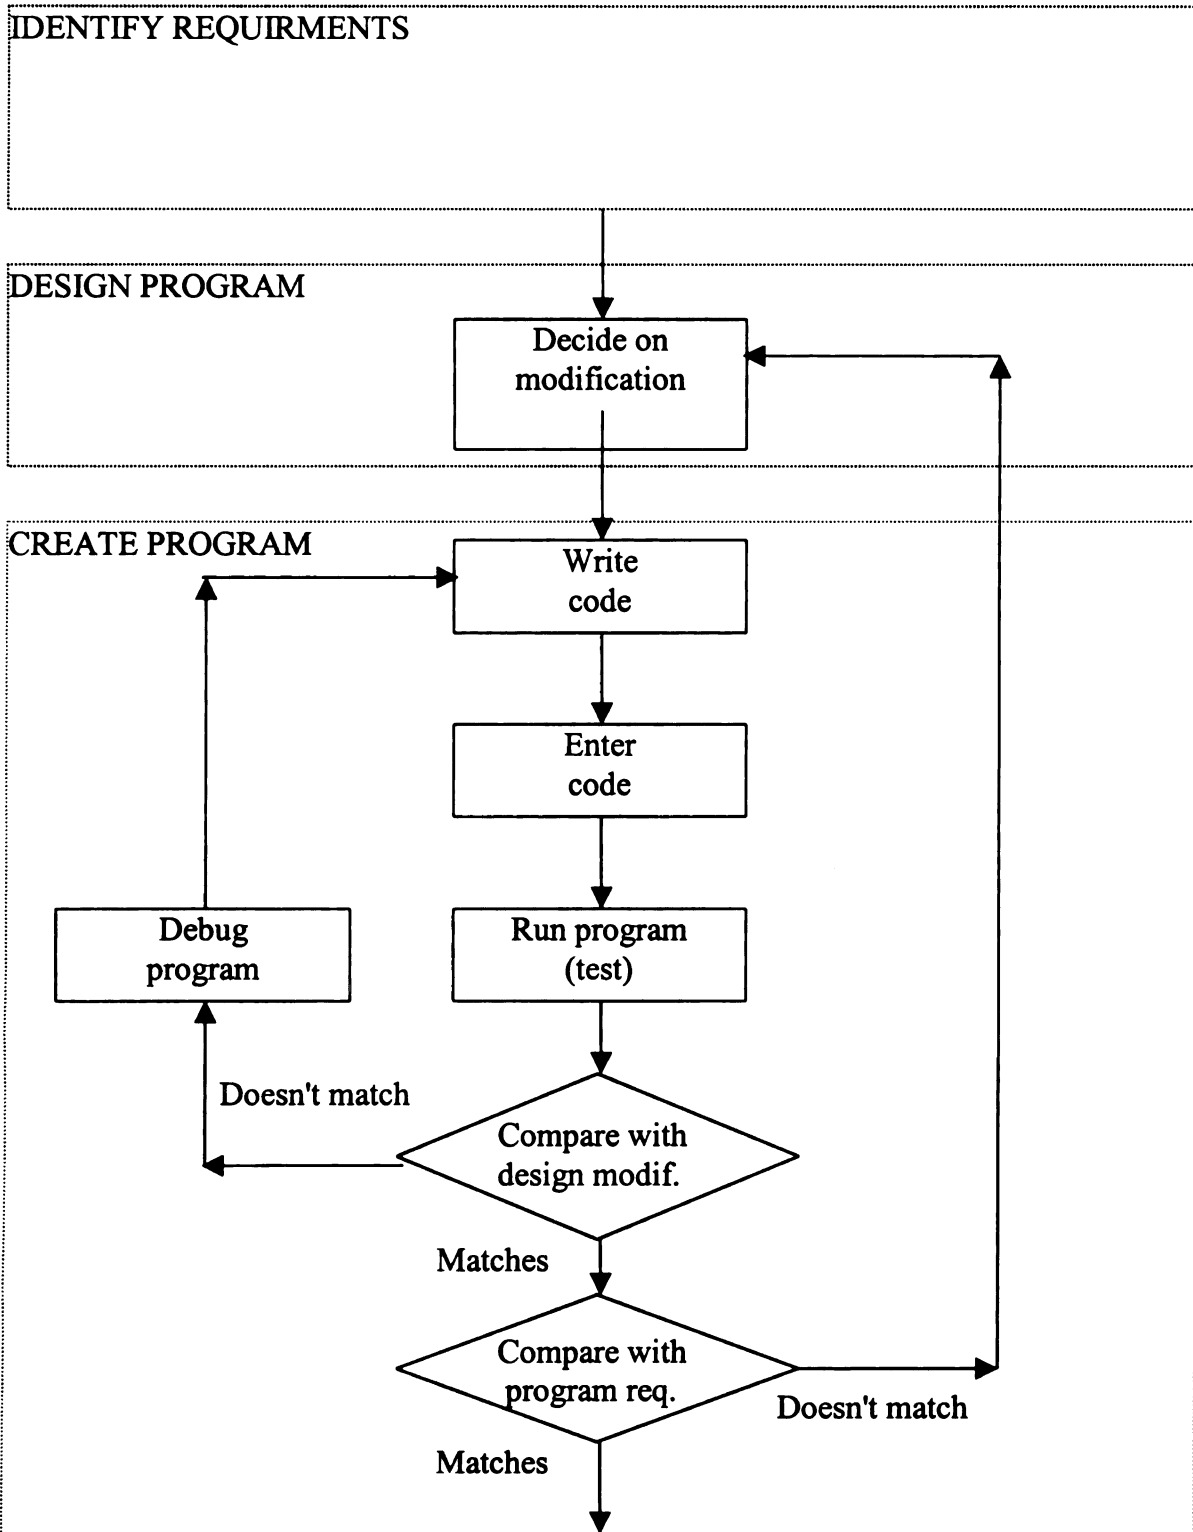 IDENTIFY REQUIRMENTS
DESIGN PROGRAM
Decide on
modification
CREATE PROGRAM
Write
code
Enter
code
Debug
program
Run program
(test)
Doesn't match
Compare with
design modif.
Matches
Compare with
program req.
Doesn't match
Matches